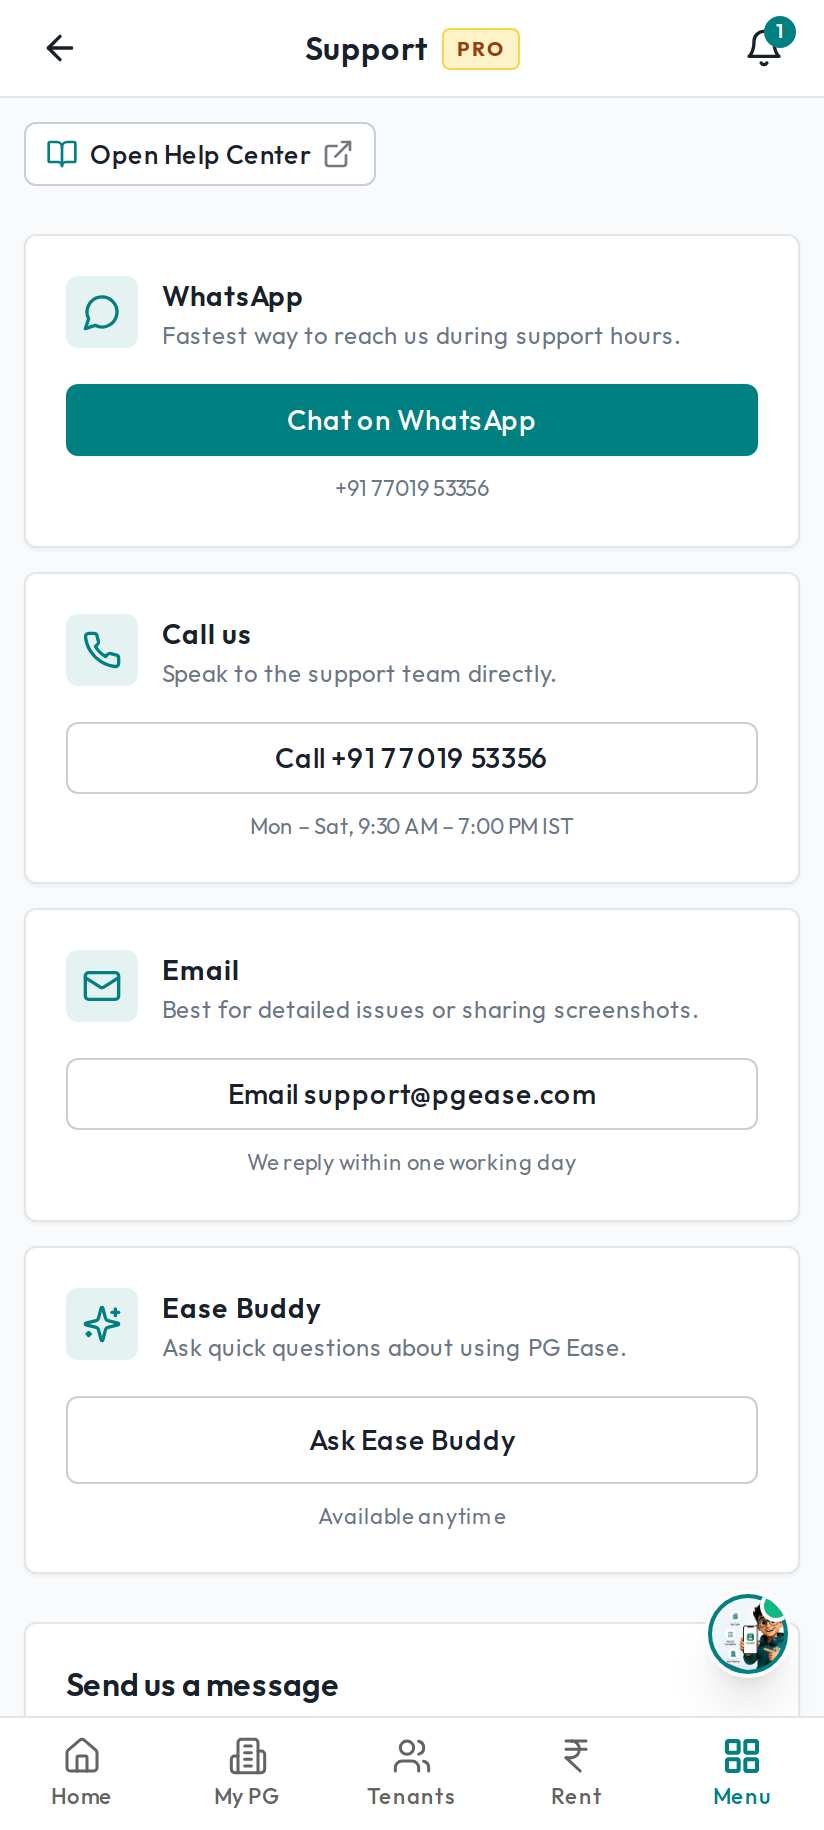 Support PRO
1
Open Help Center
WhatsApp
Fastest way to reach us during support hours.
Chat on WhatsApp
+91 77019 53356
Call us
Speak to the support team directly.
Call +91 77019 53356
Mon – Sat, 9:30 AM – 7:00 PM IST
Email
Best for detailed issues or sharing screenshots.
Email support@pgease.com
We reply within one working day
Ease Buddy
Ask quick questions about using PG Ease.
Ask Ease Buddy
Available anytime
Send us a message
Home
My PG
Tenants
Rent
Menu